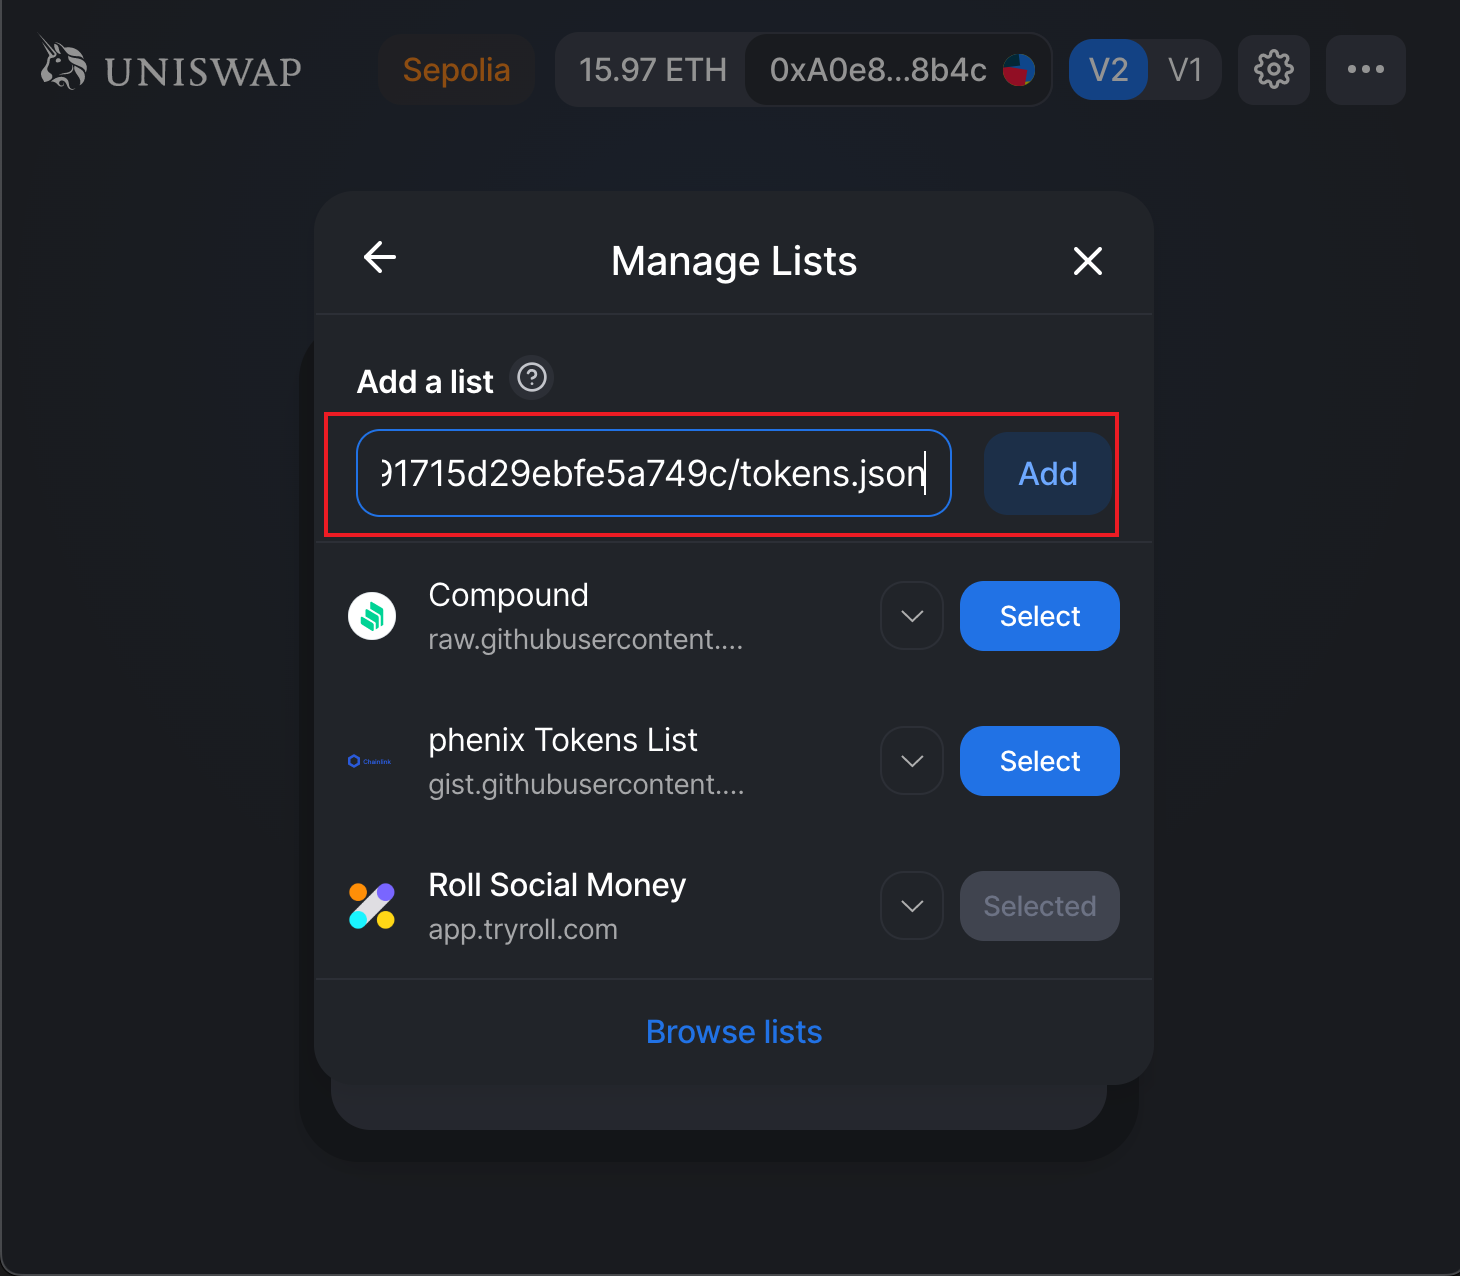 UNISWAP
Sepolia
15.97 ETH
0xA0e8...8b4c
V2
V1
Manage Lists
Add a list
91715d29ebfe5a749c/tokens.json
Add
Compound
raw.githubusercontent....
Select
Chainlink
phenix Tokens List
gist.githubusercontent....
Select
Roll Social Money
app.tryroll.com
Selected
Browse lists